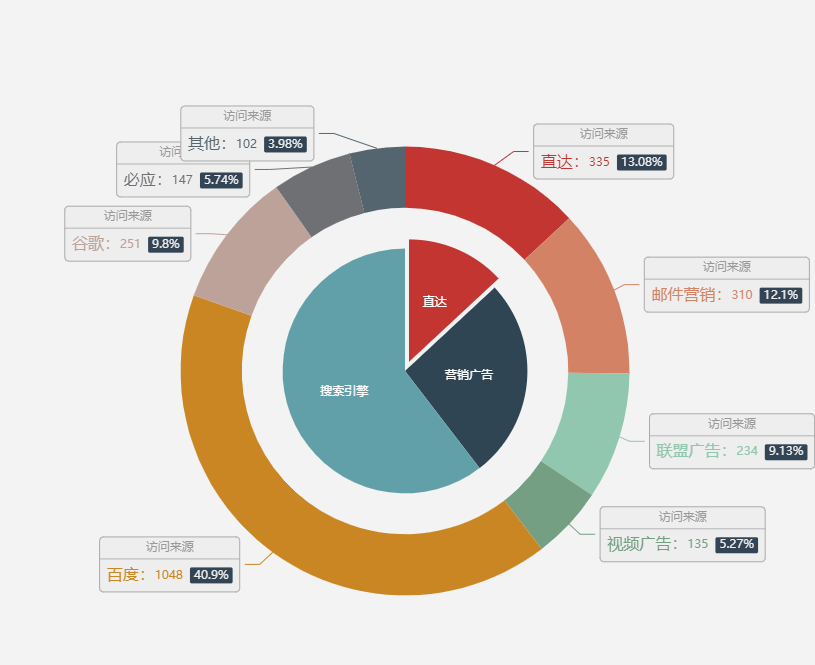 访问来源
其他：102 3.98%
访问来源
直达：335 13.08%
访
必应：147 5.74%
访问来源
谷歌：251 9.8%
访问来源
邮件营销：310 12.1%
直达
营销广告
搜索引擎
访问来源
联盟广告：234 9.13%
访问来源
视频广告：135 5.27%
访问来源
百度：1048 40.9%